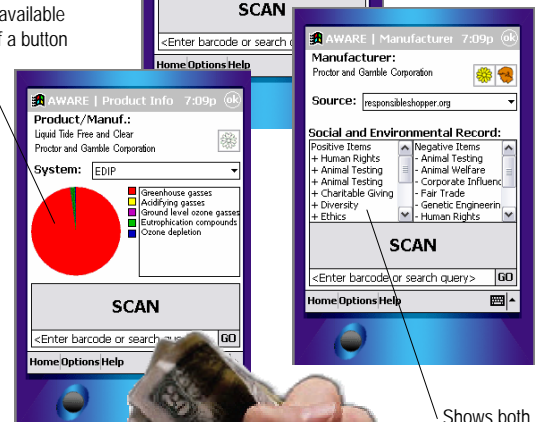 available
f a button
SCAN
<Enter barcode or search
Home Options Help
AWARE | Product Info 7:09p ok
Product/Manuf.:
Liquid Tide Free and Clear
Proctor and Gamble Corporation
System: EDIP
Greenhouse gasses
Acidifying gasses
Ground level ozone gasses
Eutrophication compounds
Ozone depletion
SCAN
<Enter barcode or search
GO
Home Options Help
AWARE | Manufacturer 7:09p ok
Manufacturer:
Proctor and Gamble Corporation
Source: responsibleshopper.org
Social and Environmental Record:
Positive Items
+ Human Rights
+ Animal Testing
+ Animal Testing
+ Charitable Giving
+ Diversity
+ Ethics
Negative Items
- Animal Testing
- Animal Welfare
- Corporate Influenc
- Fair Trade
- Genetic Engineerin
- Human Rights
SCAN
<Enter barcode or search query> GO
Home Options Help
Shows both